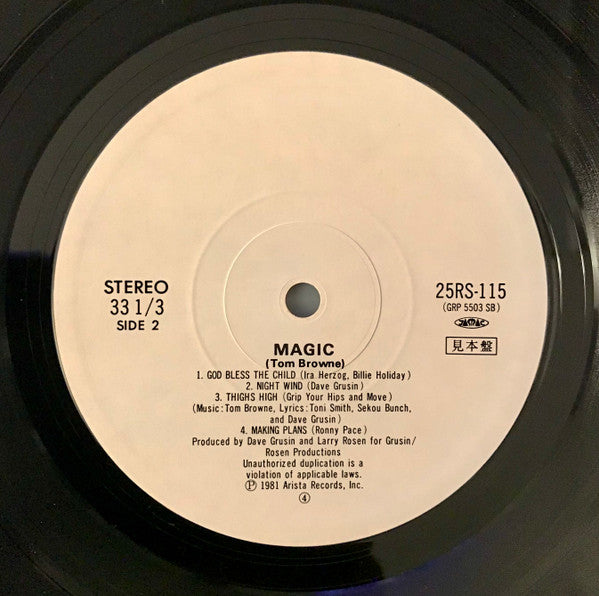 STEREO
33 1/3
SIDE 2
25RS-115
(GRP 5503 SB)
JASRAC
見本盤
MAGIC
(Tom Browne)
1. GOD BLESS THE CHILD (Ira Herzog, Billie Holiday)
2. NIGHT WIND (Dave Grusin)
3. THIGHS HIGH (Grip Your Hips and Move)
(Music: Tom Browne, Lyrics: Toni Smith, Sekou Bunch,
and Dave Grusin)
4. MAKING PLANS (Ronny Pace)
Produced by Dave Grusin and Larry Rosen for Grusin/
Rosen Productions
Unauthorized duplication is a
violation of applicable laws.
Ⓟ 1981 Arista Records, Inc.
④